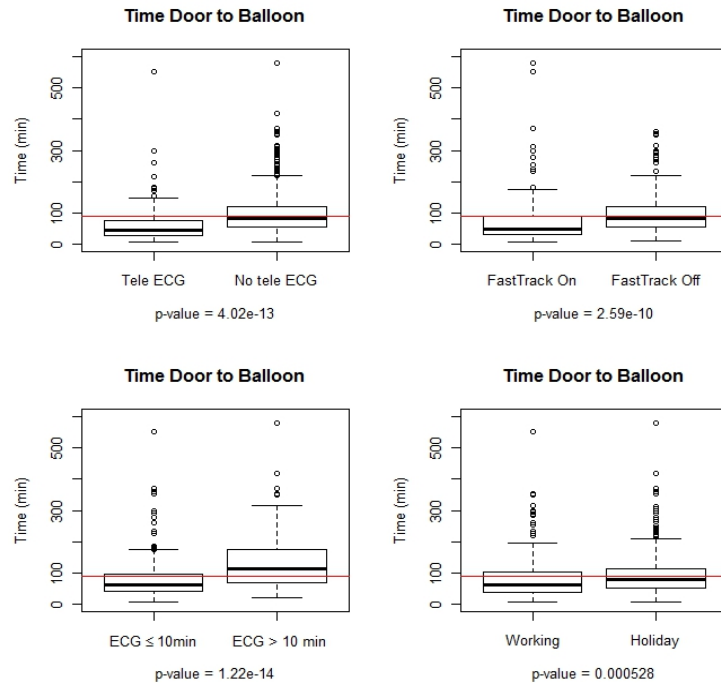 Time Door to Balloon
Time (min)
500
300
100
0
Tele ECG No tele ECG
p-value = 4.02e-13
Time Door to Balloon
Time (min)
500
300
100
0
FastTrack On FastTrack Off
p-value = 2.59e-10
Time Door to Balloon
Time (min)
500
300
100
0
ECG ≤ 10min ECG > 10 min
p-value = 1.22e-14
Time Door to Balloon
Time (min)
500
300
100
0
Working Holiday
p-value = 0.000528